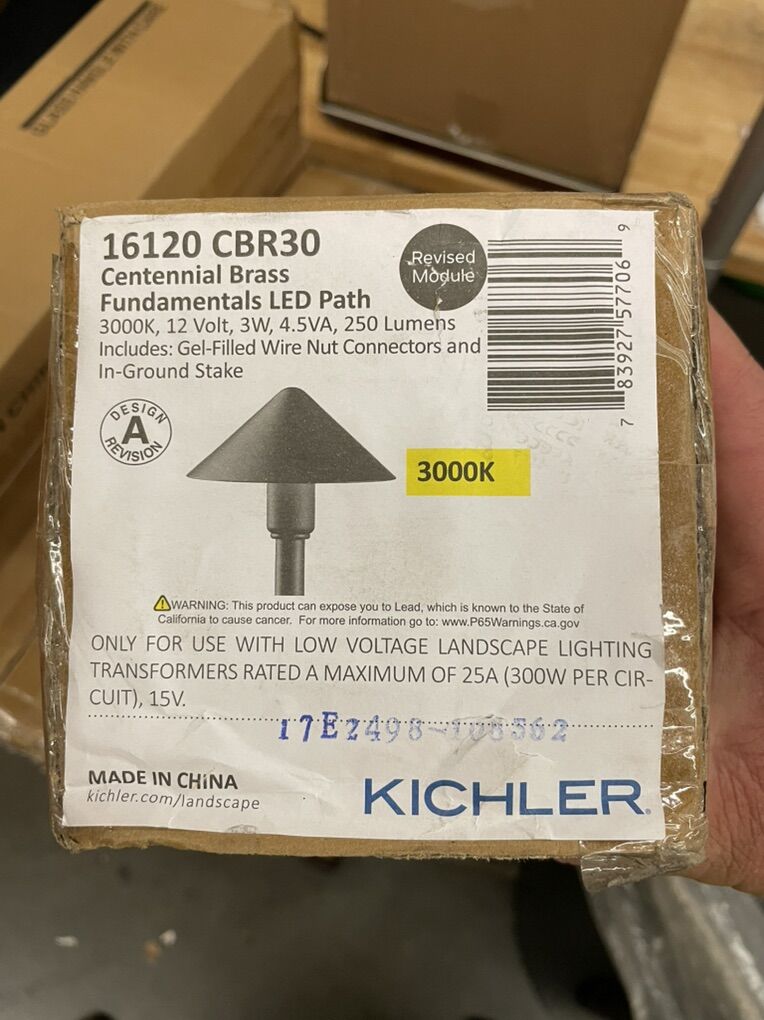 16120 CBR30
Centennial Brass
Fundamentals LED Path
3000K, 12 Volt, 3W, 4.5VA, 250 Lumens
Includes: Gel-Filled Wire Nut Connectors and
In-Ground Stake
Revised
Module
7 83927 57706 9
DESIGN
A
REVISION
3000K
WARNING: This product can expose you to Lead, which is known to the State of
California to cause cancer. For more information go to: www.P65Warnings.ca.gov
ONLY FOR USE WITH LOW VOLTAGE LANDSCAPE LIGHTING
TRANSFORMERS RATED A MAXIMUM OF 25A (300W PER CIR-
CUIT), 15V.
17E2498-108562
MADE IN CHINA
kichler.com/landscape
KICHLER.